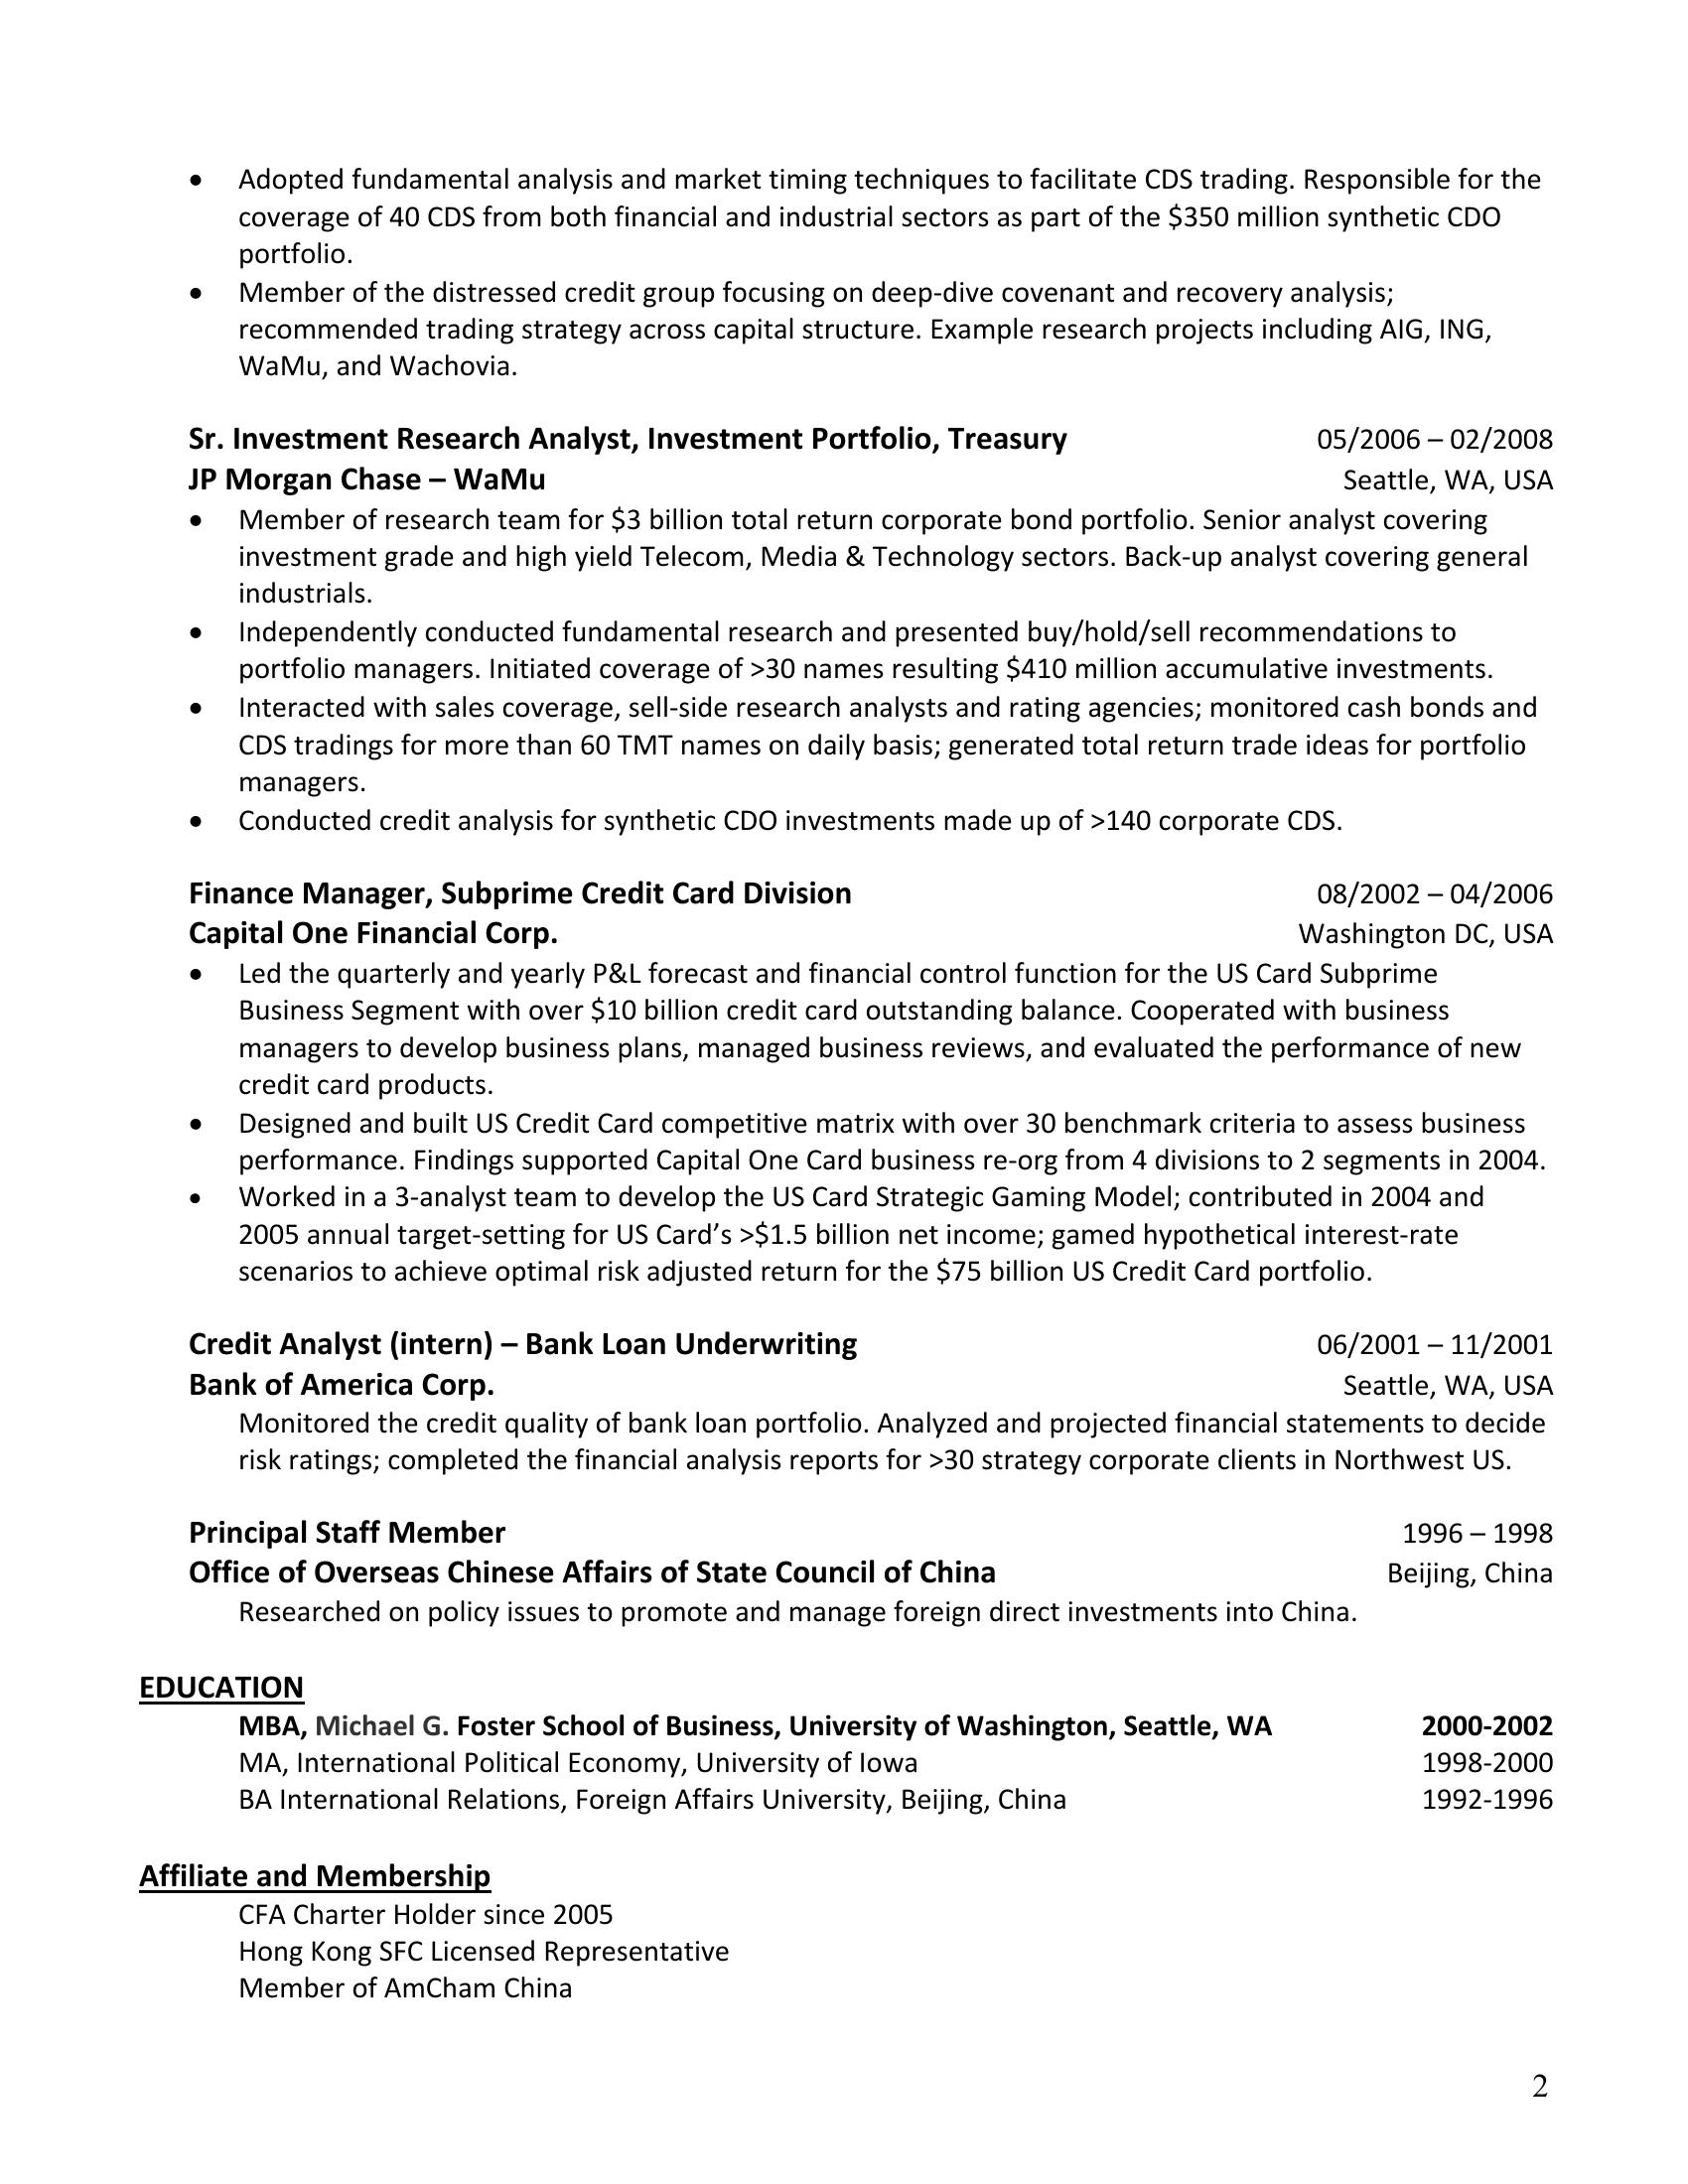 • Adopted fundamental analysis and market timing techniques to facilitate CDS trading. Responsible for the
coverage of 40 CDS from both financial and industrial sectors as part of the $350 million synthetic CDO
portfolio.
• Member of the distressed credit group focusing on deep-dive covenant and recovery analysis;
recommended trading strategy across capital structure. Example research projects including AIG, ING,
WaMu, and Wachovia.
Sr. Investment Research Analyst, Investment Portfolio, Treasury 05/2006 – 02/2008
JP Morgan Chase – WaMu Seattle, WA, USA
• Member of research team for $3 billion total return corporate bond portfolio. Senior analyst covering
investment grade and high yield Telecom, Media & Technology sectors. Back-up analyst covering general
industrials.
• Independently conducted fundamental research and presented buy/hold/sell recommendations to
portfolio managers. Initiated coverage of >30 names resulting $410 million accumulative investments.
• Interacted with sales coverage, sell-side research analysts and rating agencies; monitored cash bonds and
CDS tradings for more than 60 TMT names on daily basis; generated total return trade ideas for portfolio
managers.
• Conducted credit analysis for synthetic CDO investments made up of >140 corporate CDS.
Finance Manager, Subprime Credit Card Division 08/2002 – 04/2006
Capital One Financial Corp. Washington DC, USA
• Led the quarterly and yearly P&L forecast and financial control function for the US Card Subprime
Business Segment with over $10 billion credit card outstanding balance. Cooperated with business
managers to develop business plans, managed business reviews, and evaluated the performance of new
credit card products.
• Designed and built US Credit Card competitive matrix with over 30 benchmark criteria to assess business
performance. Findings supported Capital One Card business re-org from 4 divisions to 2 segments in 2004.
• Worked in a 3-analyst team to develop the US Card Strategic Gaming Model; contributed in 2004 and
2005 annual target-setting for US Card’s >$1.5 billion net income; gamed hypothetical interest-rate
scenarios to achieve optimal risk adjusted return for the $75 billion US Credit Card portfolio.
Credit Analyst (intern) – Bank Loan Underwriting 06/2001 – 11/2001
Bank of America Corp. Seattle, WA, USA
Monitored the credit quality of bank loan portfolio. Analyzed and projected financial statements to decide
risk ratings; completed the financial analysis reports for >30 strategy corporate clients in Northwest US.
Principal Staff Member 1996 – 1998
Office of Overseas Chinese Affairs of State Council of China Beijing, China
Researched on policy issues to promote and manage foreign direct investments into China.
EDUCATION
MBA, Michael G. Foster School of Business, University of Washington, Seattle, WA 2000-2002
MA, International Political Economy, University of Iowa 1998-2000
BA International Relations, Foreign Affairs University, Beijing, China 1992-1996
Affiliate and Membership
CFA Charter Holder since 2005
Hong Kong SFC Licensed Representative
Member of AmCham China
2